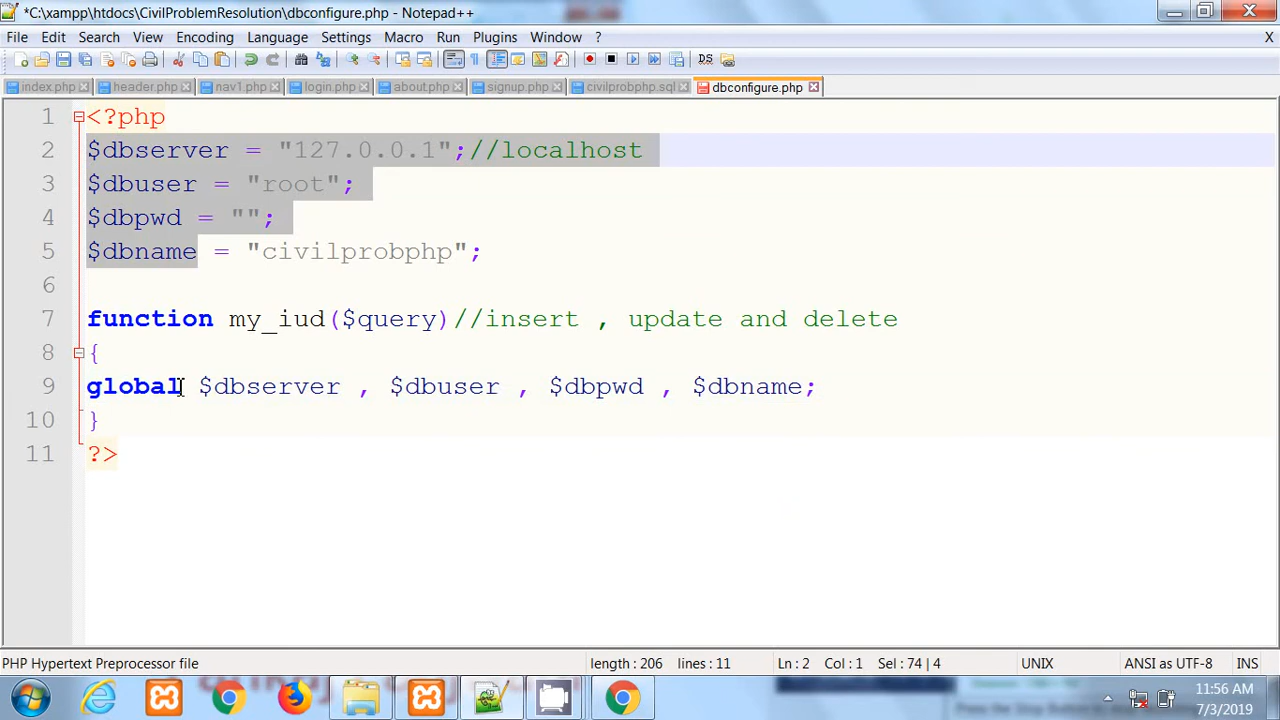 *C:\xampp\htdocs\CivilProblemResolution\dbconfigure.php - Notepad++
File Edit Search View Encoding Language Settings Macro Run Plugins Window ? X
index.php header.php nav1.php login.php about.php signup.php civilprobphp.sql dbconfigure.php
1 <?php
2 $dbserver = "127.0.0.1";//localhost
3 $dbuser = "root";
4 $dbpwd = "";
5 $dbname = "civilprobphp";
6
7 function my_iud($query)//insert , update and delete
8 {
9 global $dbserver , $dbuser , $dbpwd , $dbname;
10 }
11 ?>
PHP Hypertext Preprocessor file length : 206 lines : 11 Ln : 2 Col : 1 Sel : 74 | 4 UNIX ANSI as UTF-8 INS
11:56 AM
7/3/2019